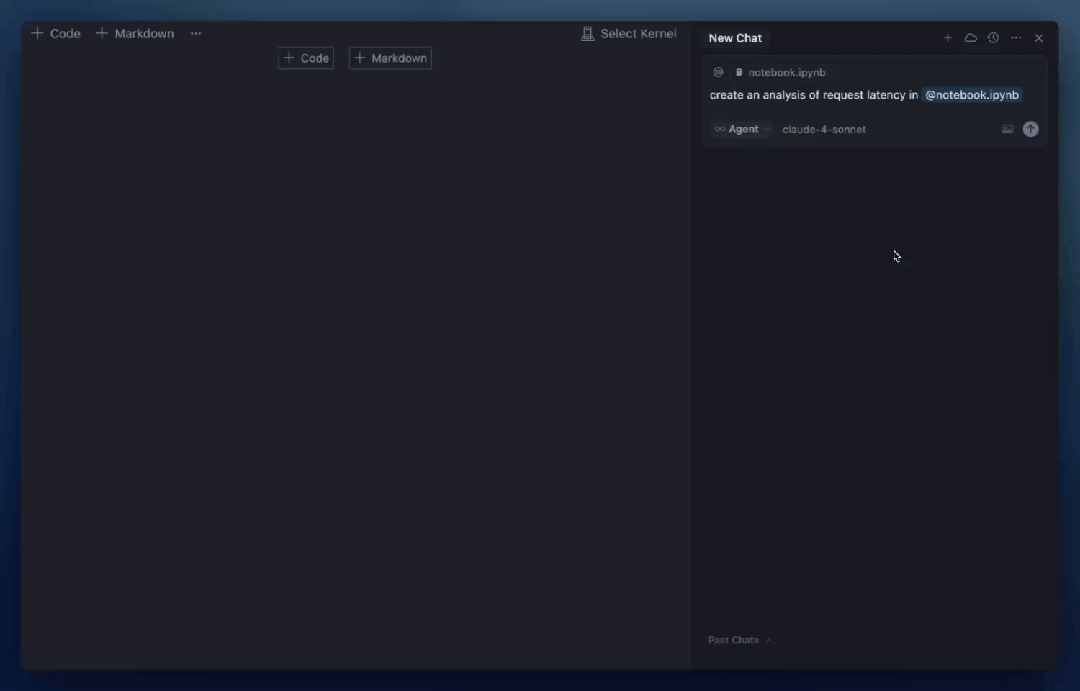 Code Markdown ... Select Kernel
Code Markdown
New Chat
@ notebook.ipynb
create an analysis of request latency in @notebook.ipynb
Agent claude-4-sonnet
Past Chats